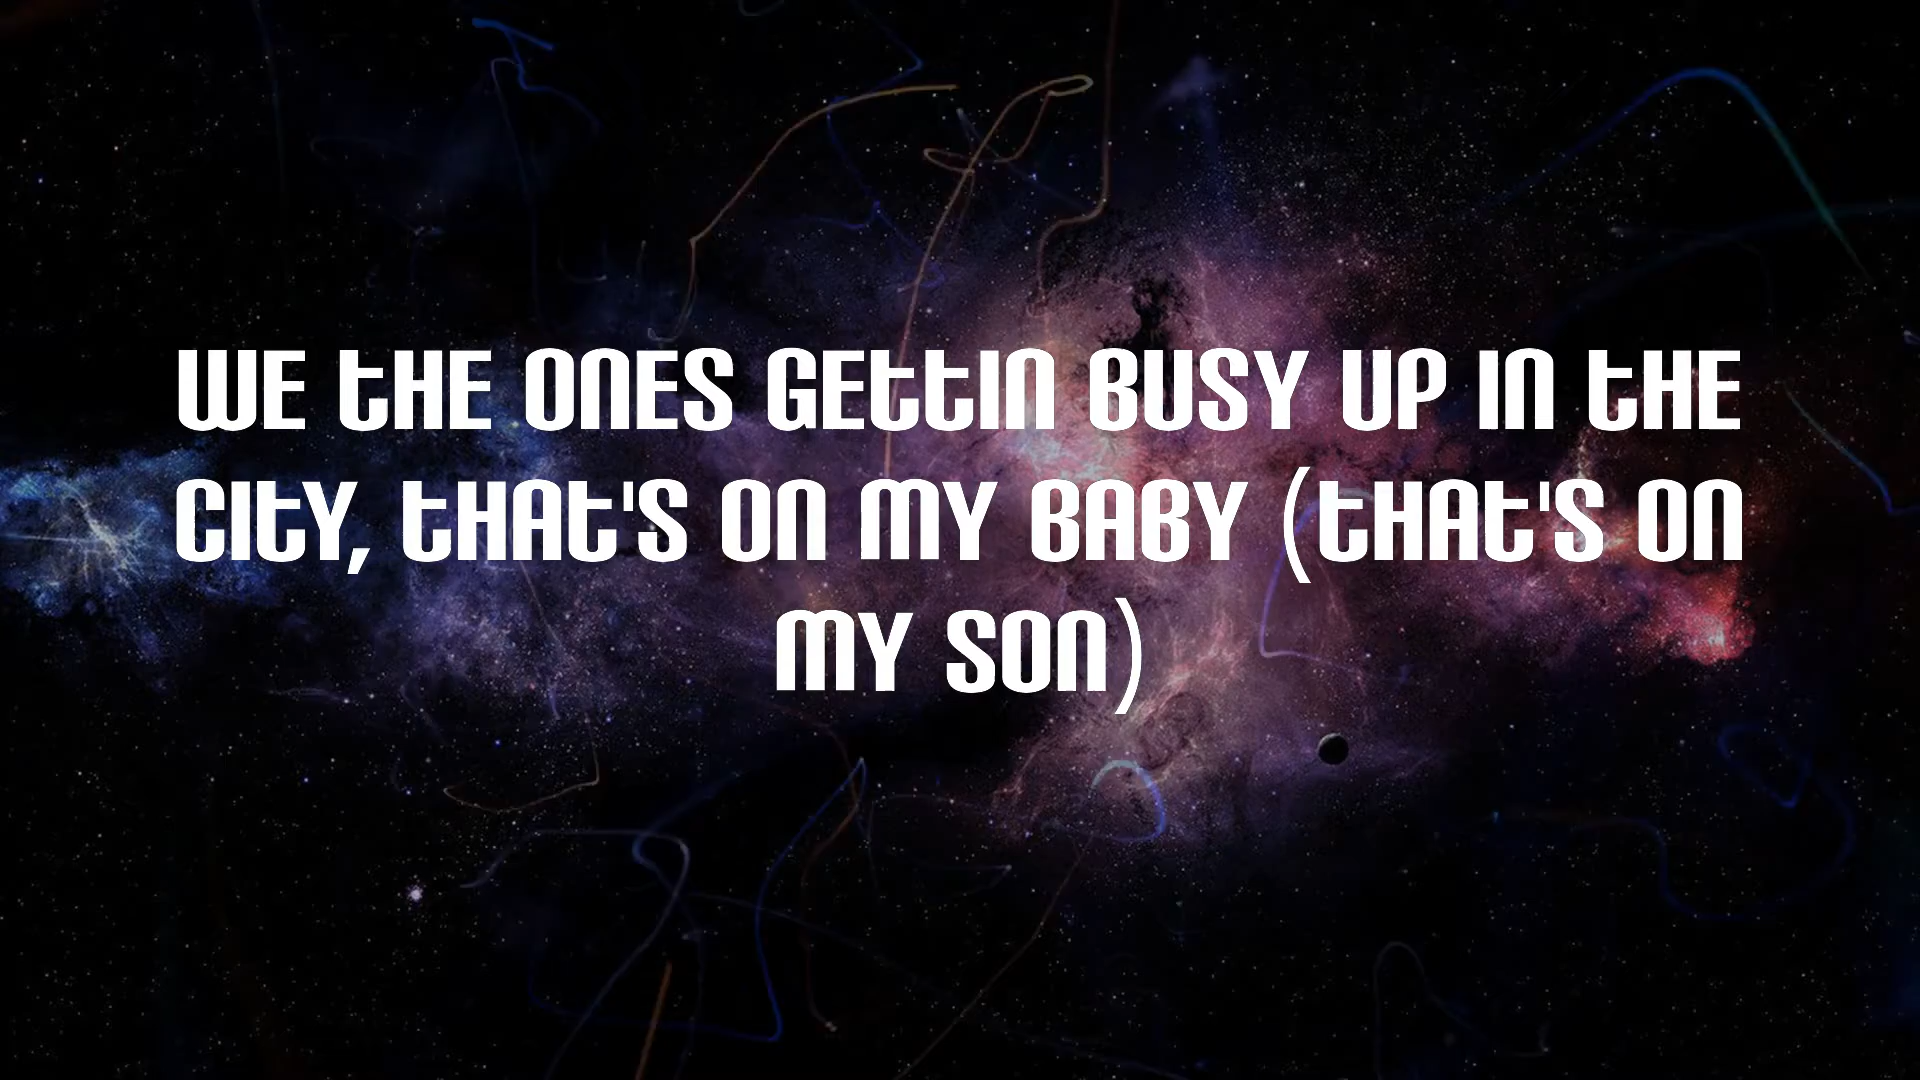 WE THE ONES GETTIN BUSY UP IN THE
CITY, THAT'S ON MY BABY (THAT'S ON
MY SON)